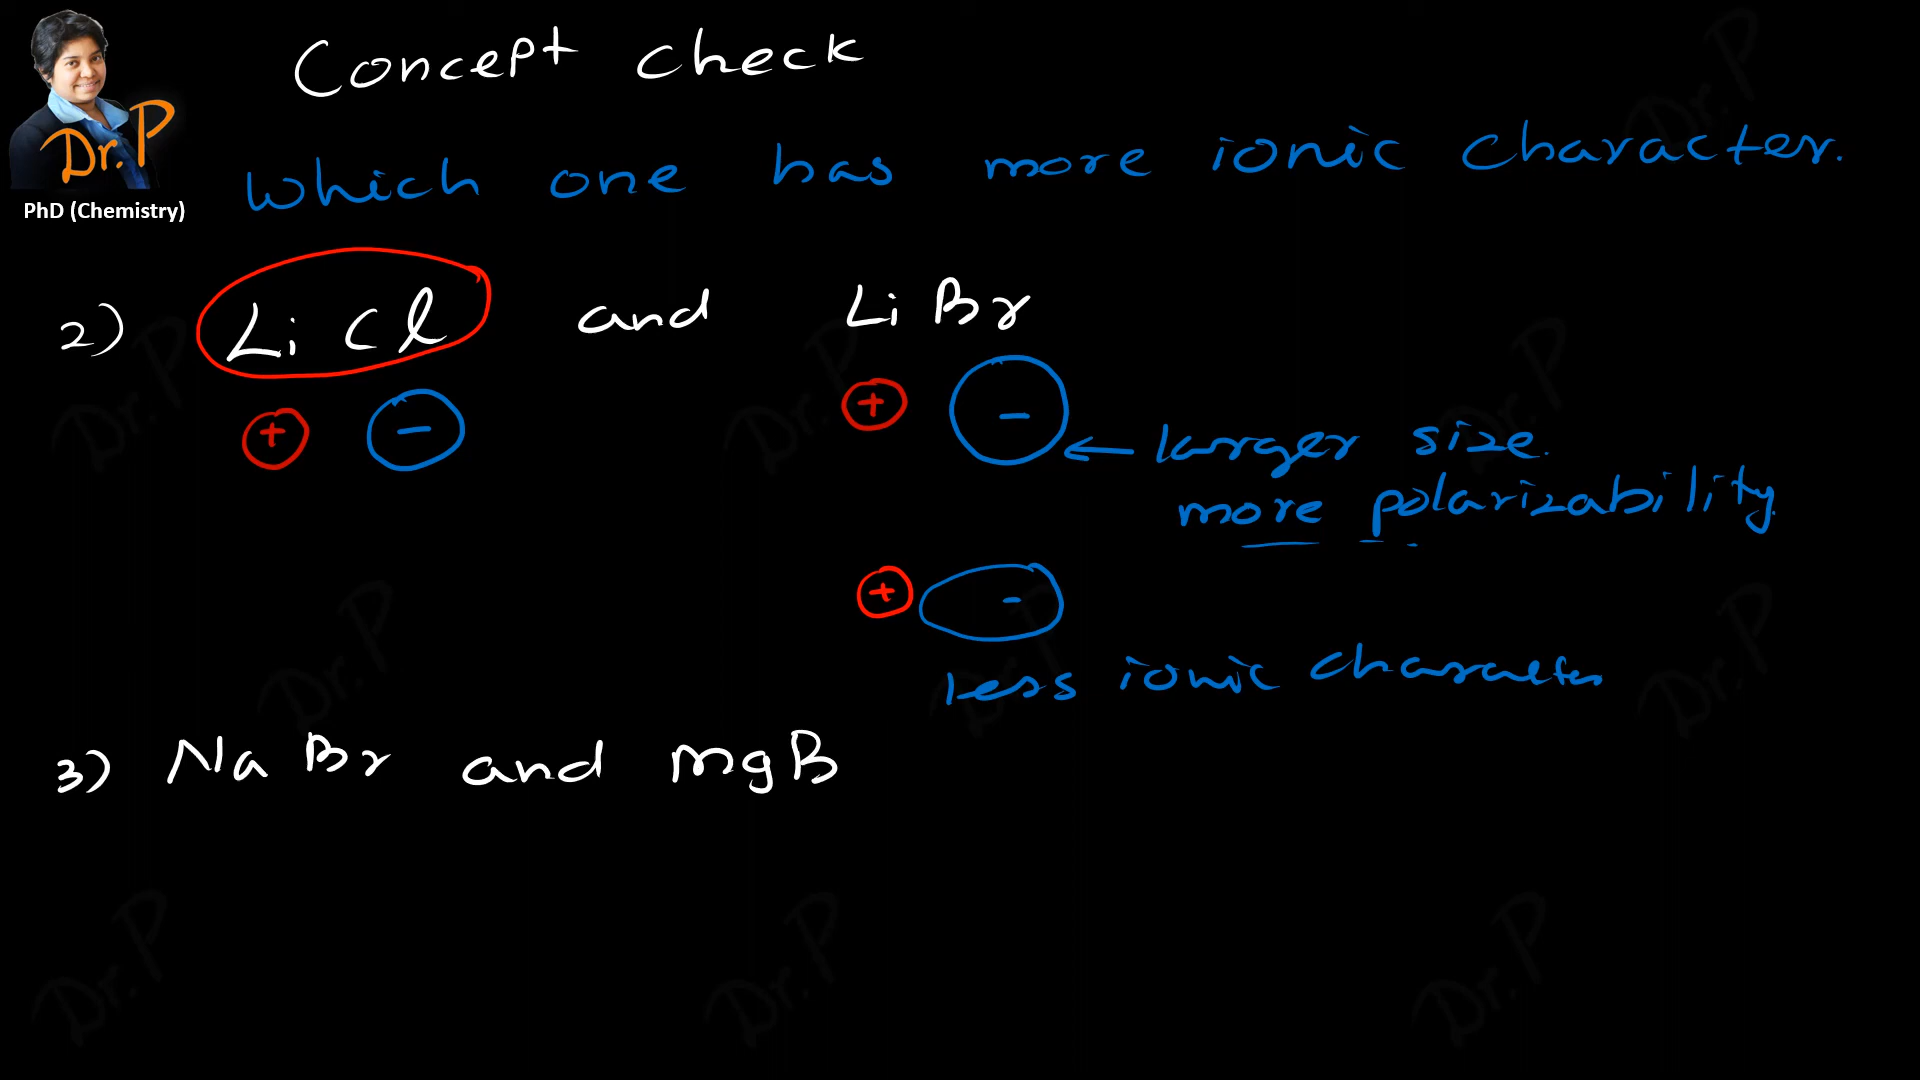 Concept check
Dr.P
PhD (Chemistry)
which one has more ionic character.
2) LiCl and LiBr
+ - + -
← larger size.
more polarizability
+ -
less ionic character
3) NaBr and MgB